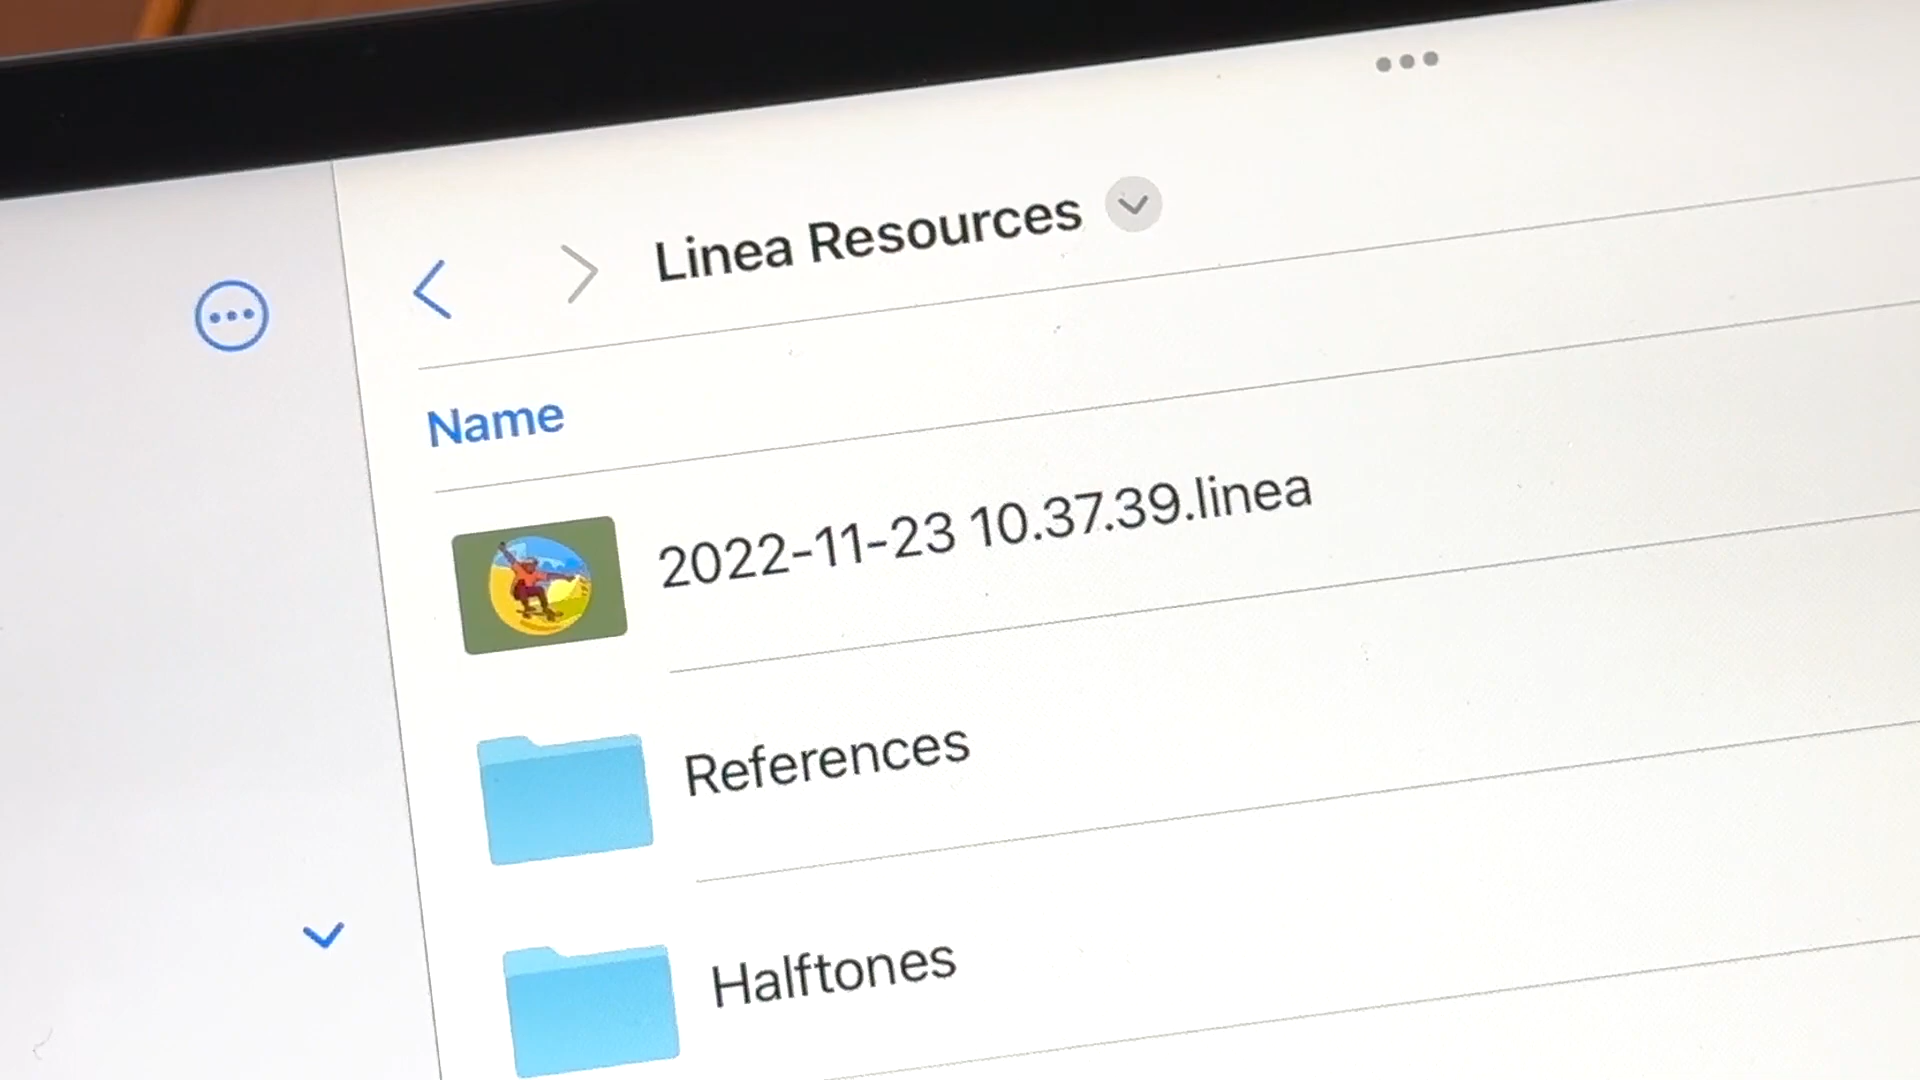 Linea Resources
Name
2022-11-23 10.37.39.linea
References
Halftones